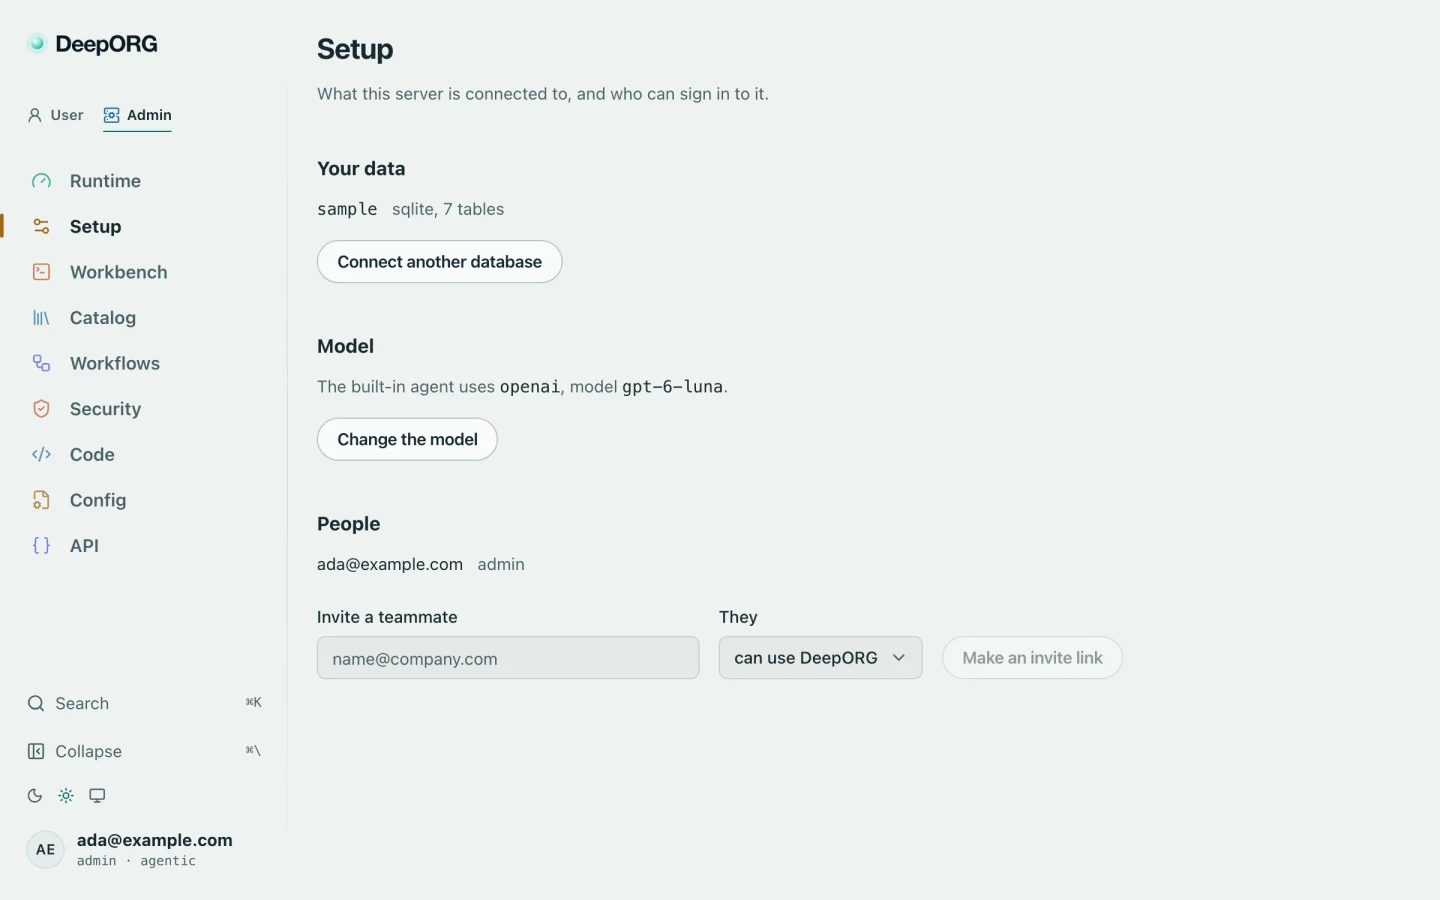 DeepORG
User Admin
Runtime
Setup
Workbench
Catalog
Workflows
Security
Code
Config
API
Search ⌘K
Collapse ⌘\
AE
ada@example.com
admin · agentic
Setup
What this server is connected to, and who can sign in to it.
Your data
sample sqlite, 7 tables
Connect another database
Model
The built-in agent uses openai, model gpt-6-luna.
Change the model
People
ada@example.com admin
Invite a teammate They
name@company.com can use DeepORG Make an invite link